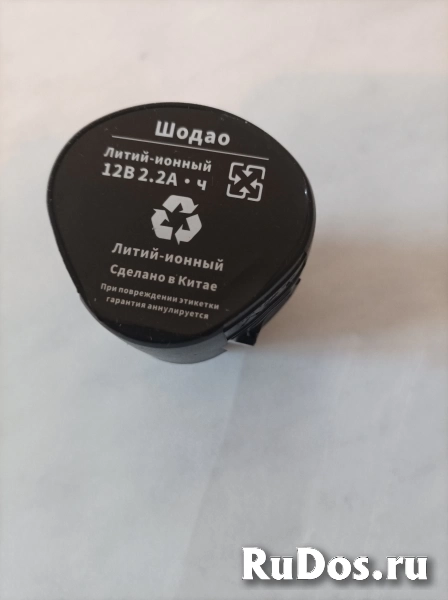 Шодао
Литий-ионный
12В 2.2А • ч
Литий-ионный
Сделано в Китае
При повреждении этикетки
гарантия аннулируется
RuDos.ru